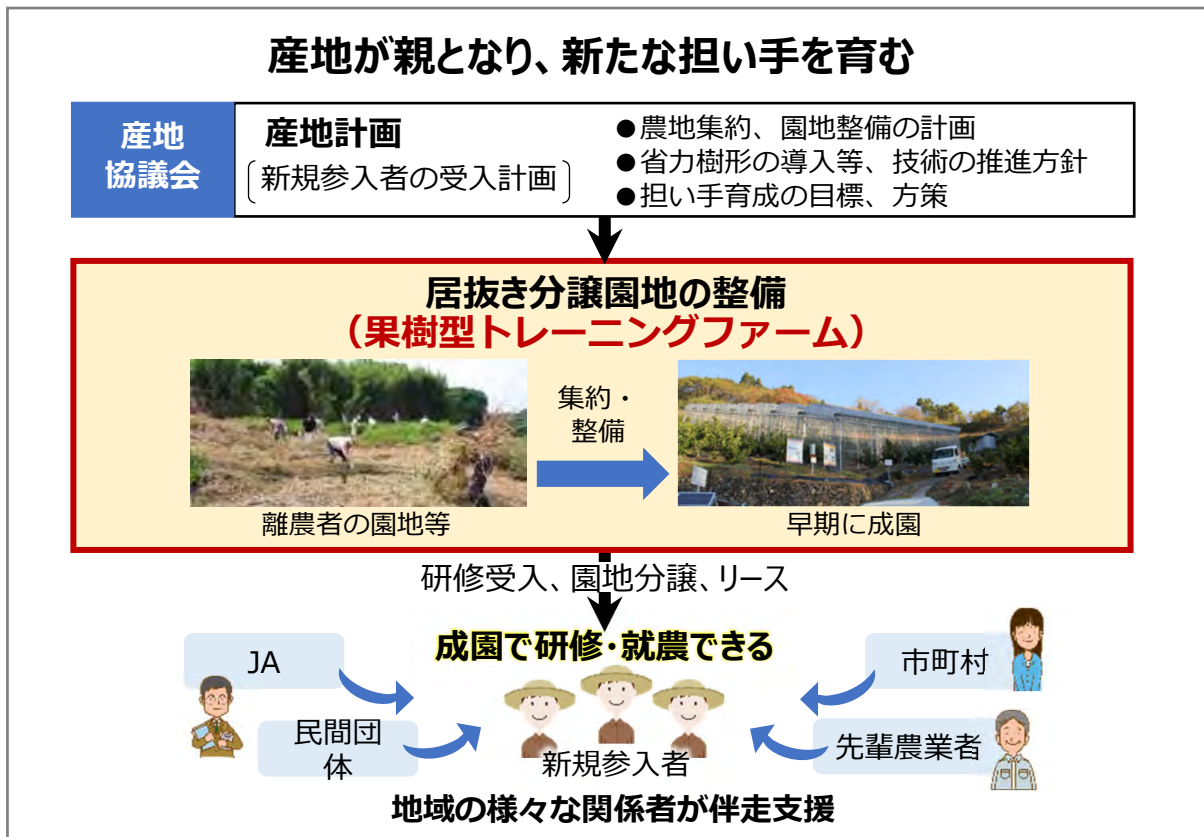 産地が親となり、新たな担い手を育む
産地
協議会
産地計画
〔新規参入者の受入計画〕
●農地集約、園地整備の計画
●省力樹形の導入等、技術の推進方針
●担い手育成の目標、方策
居抜き分譲園地の整備
（果樹型トレーニングファーム）
集約・
整備
離農者の園地等
早期に成園
研修受入、園地分譲、リース
成園で研修・就農できる
JA
市町村
民間団
体
先輩農業者
新規参入者
地域の様々な関係者が伴走支援